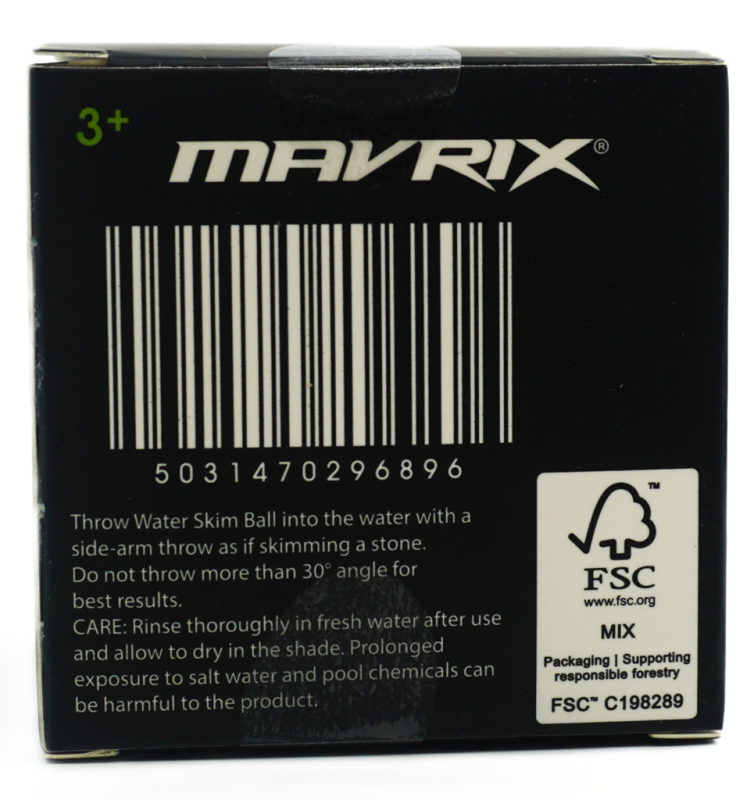 3+
MAVRIX®
5031470296896
Throw Water Skim Ball into the water with a
side-arm throw as if skimming a stone.
Do not throw more than 30° angle for
best results.
CARE: Rinse thoroughly in fresh water after use
and allow to dry in the shade. Prolonged
exposure to salt water and pool chemicals can
be harmful to the product.
™
FSC
www.fsc.org
MIX
Packaging | Supporting
responsible forestry
FSC™ C198289